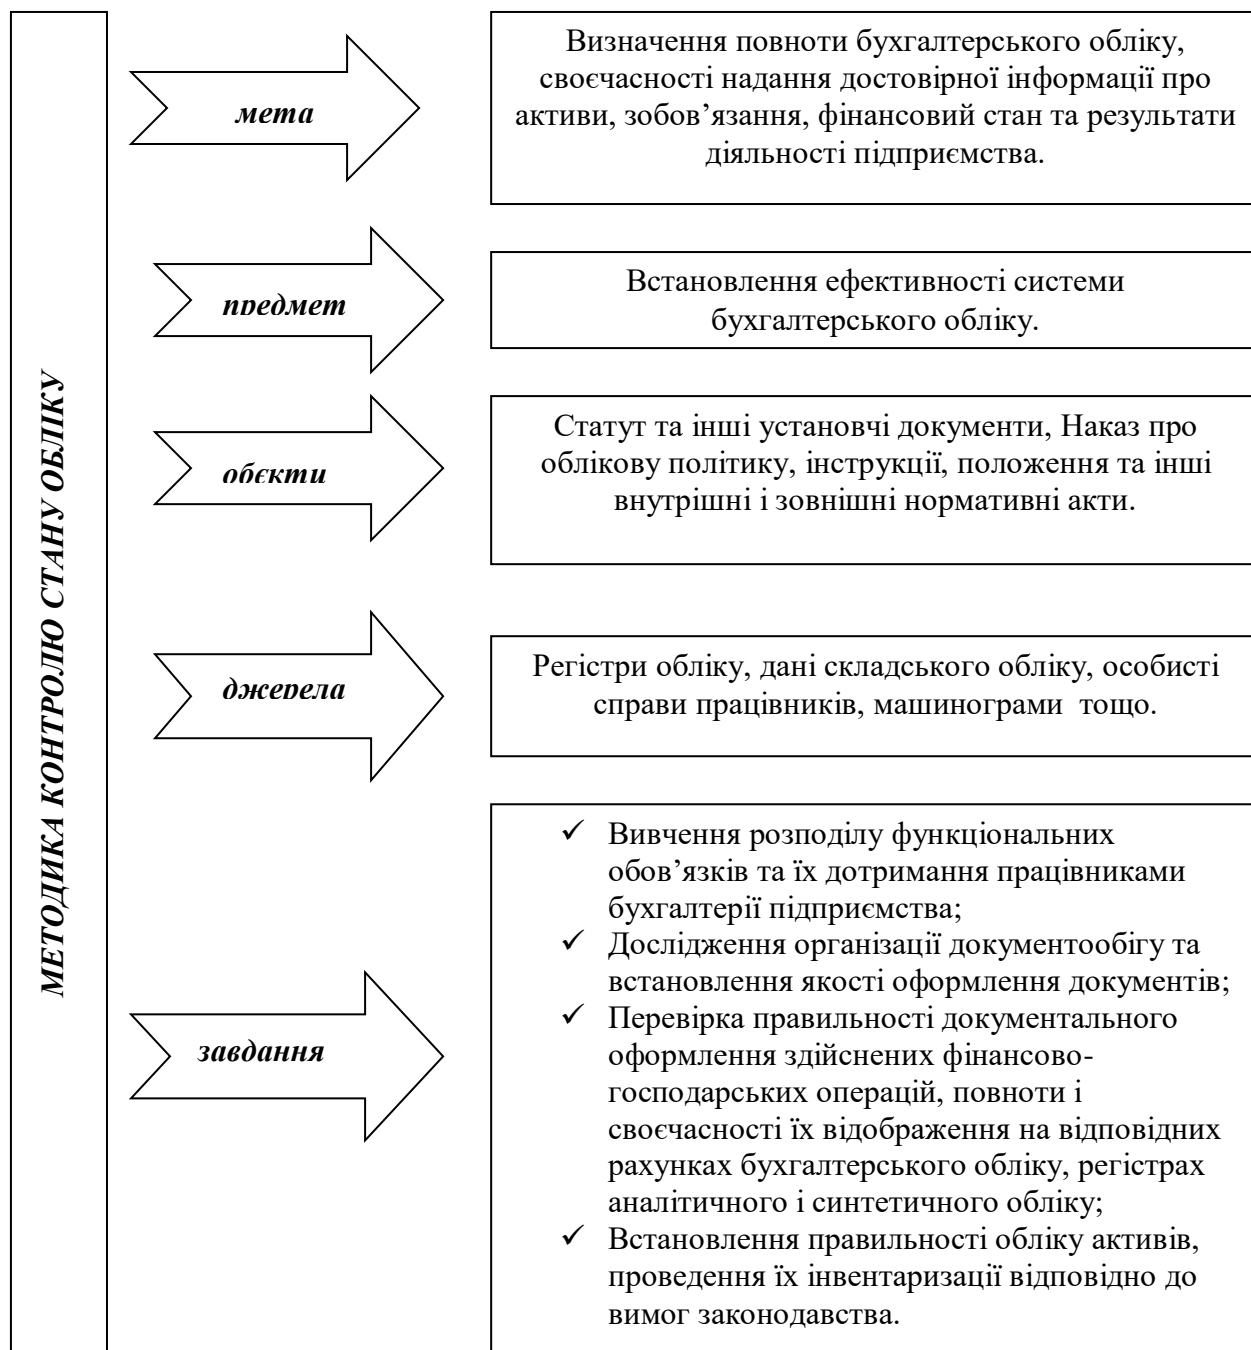 МЕТОДИКА КОНТРОЛЮ СТАНУ ОБЛІКУ
мета
Визначення повноти бухгалтерського обліку,
своєчасності надання достовірної інформації про
активи, зобов’язання, фінансовий стан та результати
діяльності підприємства.
предмет
Встановлення ефективності системи
бухгалтерського обліку.
обєкти
Статут та інші установчі документи, Наказ про
облікову політику, інструкції, положення та інші
внутрішні і зовнішні нормативні акти.
джерела
Регістри обліку, дані складського обліку, особисті
справи працівників, машинограми тощо.
завдання
✓ Вивчення розподілу функціональних
обов’язків та їх дотримання працівниками
бухгалтерії підприємства;
✓ Дослідження організації документообігу та
встановлення якості оформлення документів;
✓ Перевірка правильності документального
оформлення здійснених фінансово-
господарських операцій, повноти і
своєчасності їх відображення на відповідних
рахунках бухгалтерського обліку, регістрах
аналітичного і синтетичного обліку;
✓ Встановлення правильності обліку активів,
проведення їх інвентаризації відповідно до
вимог законодавства.